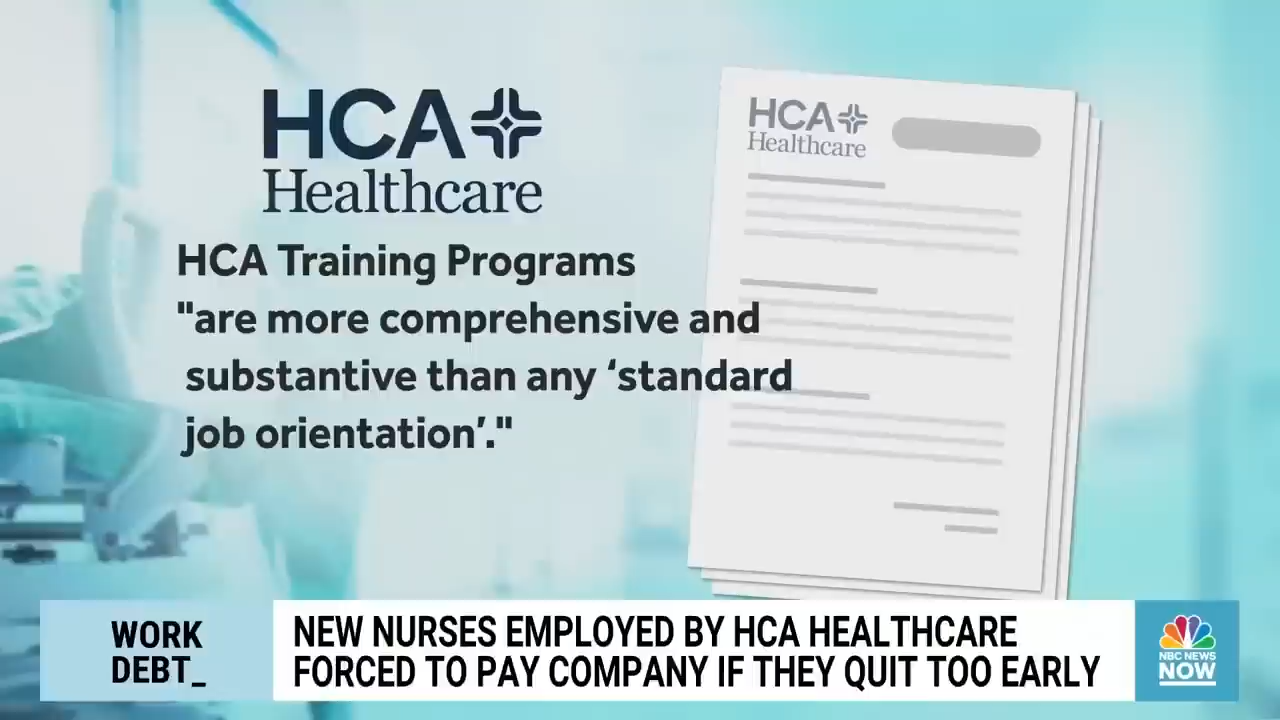 HCA
Healthcare
HCA Training Programs
"are more comprehensive and
substantive than any ‘standard
job orientation’."
HCA
Healthcare
WORK
DEBT_
NEW NURSES EMPLOYED BY HCA HEALTHCARE
FORCED TO PAY COMPANY IF THEY QUIT TOO EARLY
NBC NEWS
NOW